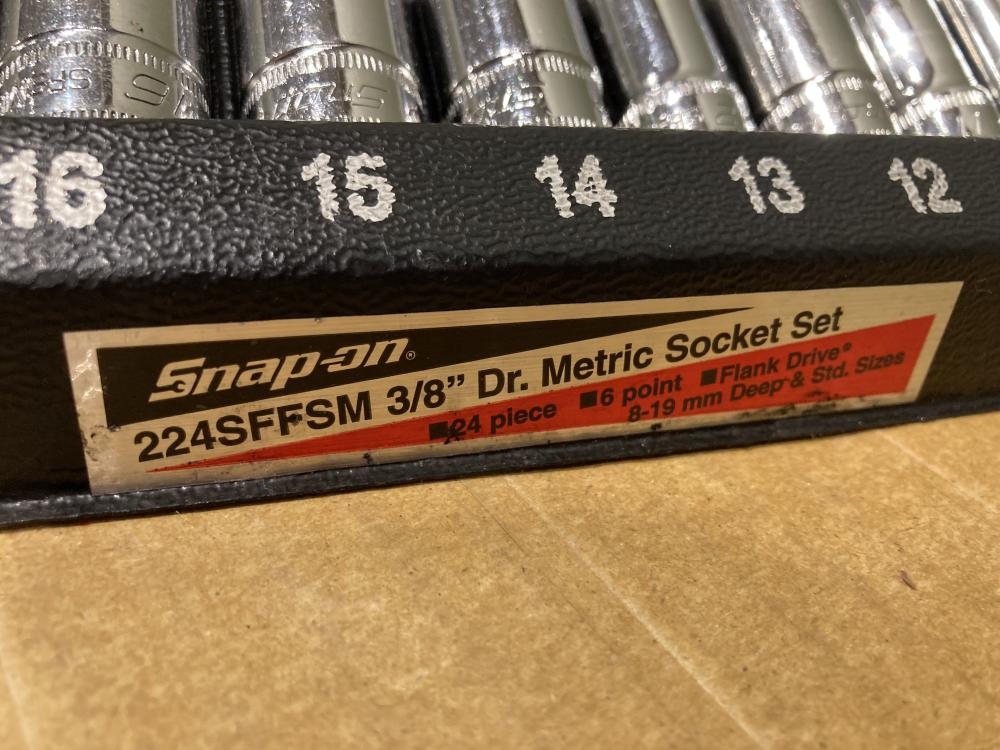 16 15 14 13 12
Snap-on®
224SFFSM 3/8” Dr. Metric Socket Set
■24 piece ■6 point ■Flank Drive®
8-19 mm Deep & Std. Sizes